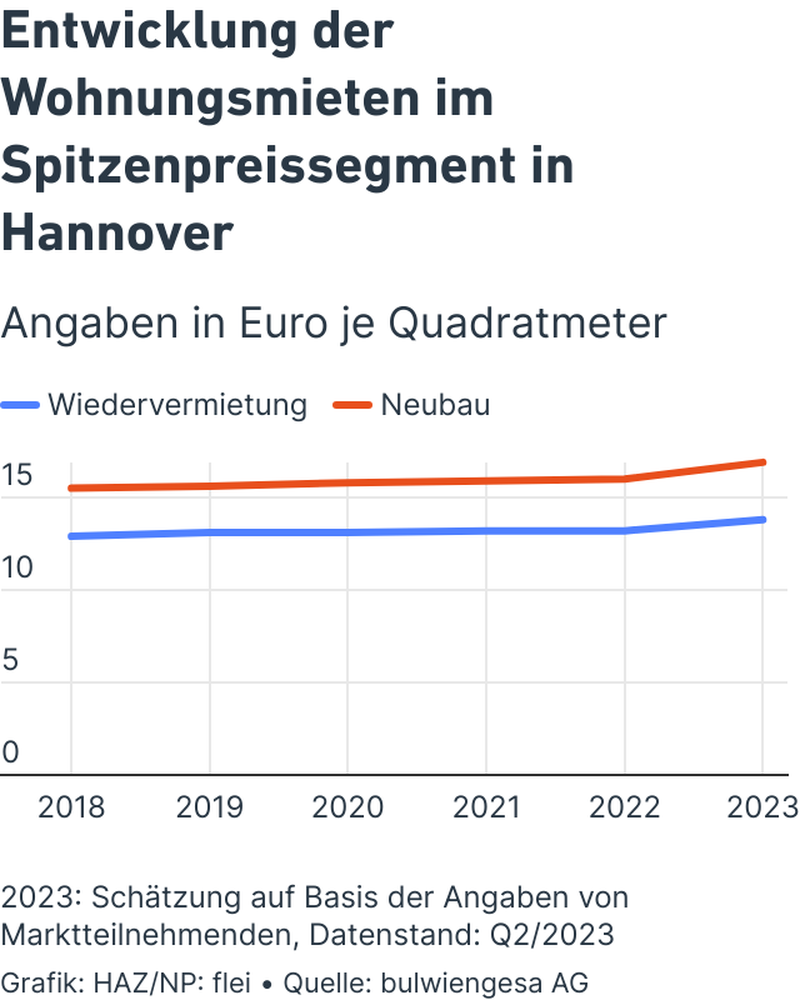 Entwicklung der
Wohnungsmieten im
Spitzenpreissegment in
Hannover
Angaben in Euro je Quadratmeter
Wiedervermietung Neubau
15
10
5
0
2018 2019 2020 2021 2022 2023
2023: Schätzung auf Basis der Angaben von
Marktteilnehmenden, Datenstand: Q2/2023
Grafik: HAZ/NP: flei • Quelle: bulwiengesa AG